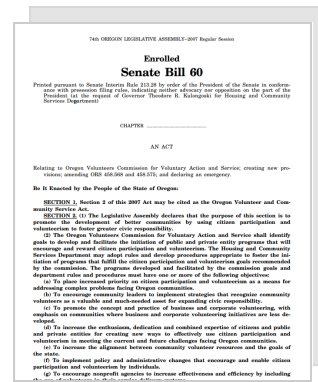 74th OREGON LEGISLATIVE ASSEMBLY--2007 Regular Session
Enrolled
Senate Bill 60
Printed pursuant to Senate Interim Rule 213.28 by order of the President of the Senate in conform-
ance with presession filing rules, indicating neither advocacy nor opposition on the part of the
President (at the request of Governor Theodore R. Kulongoski for Housing and Community
Services Department)
CHAPTER .................................................
AN ACT
Relating to Oregon Volunteers Commission for Voluntary Action and Service; creating new pro-
visions; amending ORS 458.568 and 458.575; and declaring an emergency.
Be It Enacted by the People of the State of Oregon:
SECTION 1. Section 2 of this 2007 Act may be cited as the Oregon Volunteer and Com-
munity Service Act.
SECTION 2. (1) The Legislative Assembly declares that the purpose of this section is to
promote the development of better communities by using citizen participation and
volunteerism to foster greater civic responsibility.
(2) The Oregon Volunteers Commission for Voluntary Action and Service shall identify
goals to develop and facilitate the initiation of public and private entity programs that will
encourage and reward citizen participation and volunteerism. The Housing and Community
Services Department may adopt rules and develop procedures appropriate to foster the ini-
tiation of programs that fulfill the citizen participation and volunteerism goals recommended
by the commission. The programs developed and facilitated by the commission goals and
department rules and procedures must have one or more of the following objectives:
(a) To place increased priority on citizen participation and volunteerism as a means for
addressing complex problems facing Oregon communities.
(b) To encourage community leaders to implement strategies that recognize community
volunteers as a valuable and much-needed asset for expanding civic responsibility.
(c) To promote the concept and practice of business and corporate volunteering, with
emphasis on communities where business and corporate volunteering initiatives are less de-
veloped.
(d) To increase the enthusiasm, dedication and combined expertise of citizens and public
and private entities for creating new ways to effectively use citizen participation and
volunteerism in meeting the current and future challenges facing Oregon communities.
(e) To increase the alignment between community volunteer resources and the goals of
the state.
(f) To implement policy and administrative changes that encourage and enable citizen
participation and volunteerism by individuals.
(g) To encourage nonprofit agencies to increase effectiveness and efficiency by including